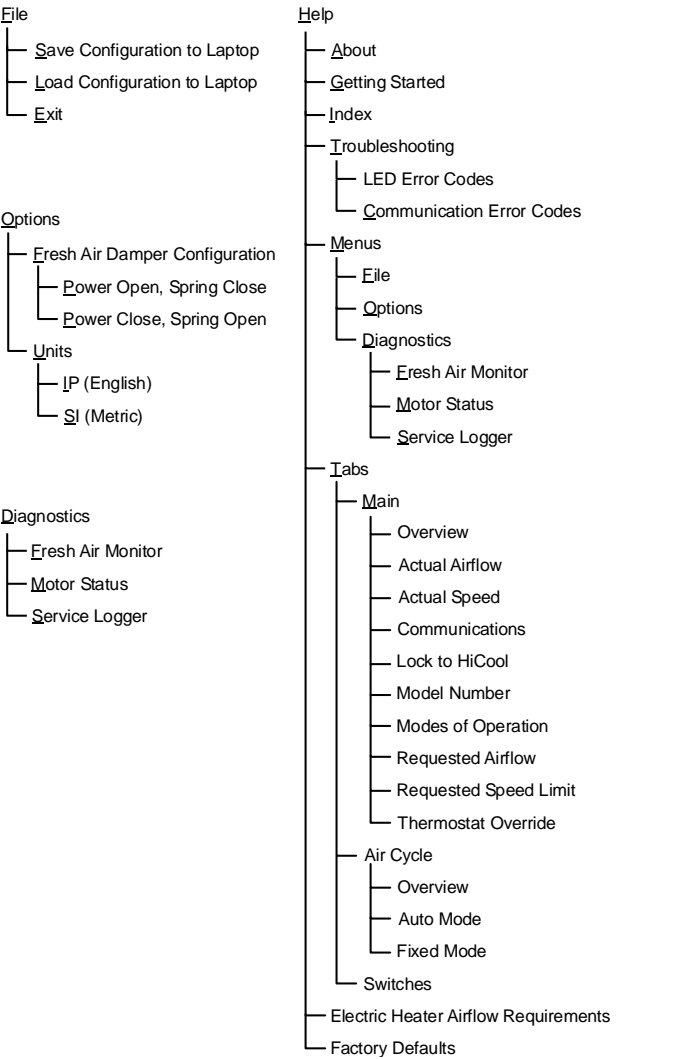 File
Save Configuration to Laptop
Load Configuration to Laptop
Exit
Options
Fresh Air Damper Configuration
Power Open, Spring Close
Power Close, Spring Open
Units
IP (English)
SI (Metric)
Diagnostics
Fresh Air Monitor
Motor Status
Service Logger
Help
About
Getting Started
Index
Troubleshooting
LED Error Codes
Communication Error Codes
Menus
File
Options
Diagnostics
Fresh Air Monitor
Motor Status
Service Logger
Tabs
Main
Overview
Actual Airflow
Actual Speed
Communications
Lock to HiCool
Model Number
Modes of Operation
Requested Airflow
Requested Speed Limit
Thermostat Override
Air Cycle
Overview
Auto Mode
Fixed Mode
Switches
Electric Heater Airflow Requirements
Factory Defaults